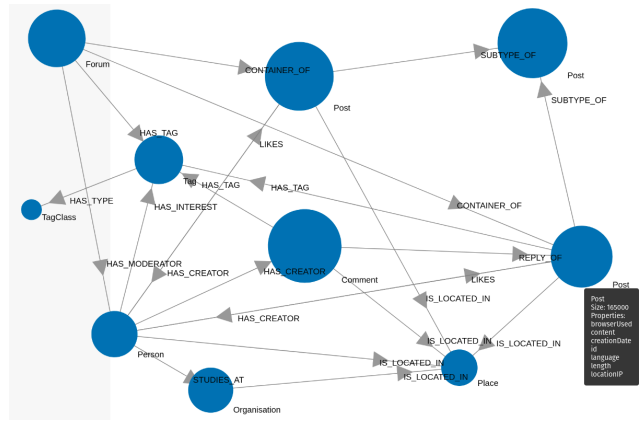 Forum
CONTAINER_OF
Post
SUBTYPE_OF
Post
SUBTYPE_OF
HAS_TAG
LIKES
Tag
HAS_TAG
HAS_TAG
HAS_TYPE
HAS_INTEREST
TagClass
CONTAINER_OF
HAS_MODERATOR
HAS_CREATOR
HAS_CREATOR
REPLY_OF
Comment
LIKES
Post
IS_LOCATED_IN
HAS_CREATOR
IS_LOCATED_IN
IS_LOCATED_IN
Person
IS_LOCATED_IN
IS_LOCATED_IN
STUDIES_AT
Place
Organisation
Post
Size: 165000
Properties:
browserUsed
content
creationDate
id
language
length
locationIP